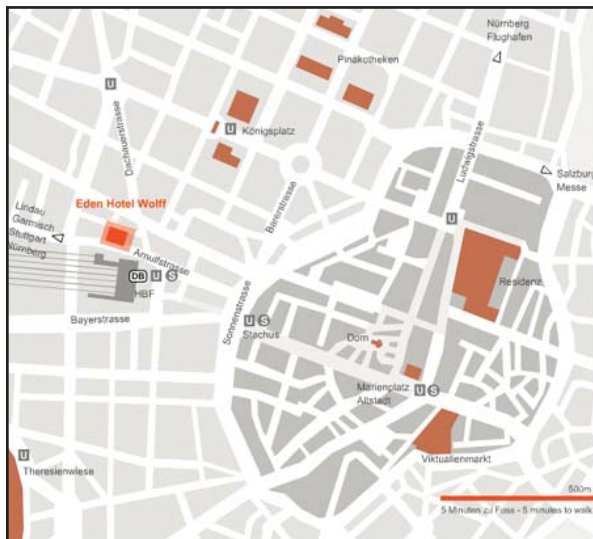 Nürnberg
Flughafen
Pinakotheken
U
Dachauerstrasse
U
Königsplatz
Ludwigstrasse
Salzburg
Messe
Barerstrasse
Eden Hotel Wolff
Lindau
Garmisch
Stuttgart
Nürnberg
U
Arnulfstrasse
Residenz
DB U S
HBF
Bayerstrasse
Sonnenstrasse
U S
Stachus
Dom
Marienplatz
Altstadt
U S
U
Theresienwiese
Viktualienmarkt
500m
5 Minuten zu Fuss - 5 minutes to walk